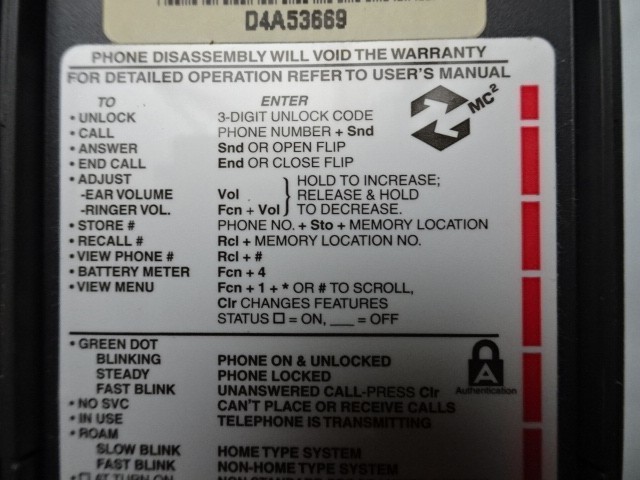 D4A53669
PHONE DISASSEMBLY WILL VOID THE WARRANTY
FOR DETAILED OPERATION REFER TO USER'S MANUAL
TO ENTER
• UNLOCK 3-DIGIT UNLOCK CODE
• CALL PHONE NUMBER + Snd
• ANSWER Snd OR OPEN FLIP
• END CALL End OR CLOSE FLIP
MC²
• ADJUST HOLD TO INCREASE;
-EAR VOLUME Vol RELEASE & HOLD
-RINGER VOL. Fcn + Vol TO DECREASE.
• STORE # PHONE NO. + Sto + MEMORY LOCATION
• RECALL # Rcl + MEMORY LOCATION NO.
• VIEW PHONE # Rcl + #
• BATTERY METER Fcn + 4
• VIEW MENU Fcn + 1 + * OR # TO SCROLL,
Clr CHANGES FEATURES
STATUS ☐ = ON, ___ = OFF
• GREEN DOT
BLINKING PHONE ON & UNLOCKED
STEADY PHONE LOCKED
FAST BLINK UNANSWERED CALL-PRESS Clr
A
Authentication
• NO SVC CAN'T PLACE OR RECEIVE CALLS
• IN USE TELEPHONE IS TRANSMITTING
• ROAM
SLOW BLINK HOME TYPE SYSTEM
FAST BLINK NON-HOME TYPE SYSTEM
• ☐ AT TURN ON